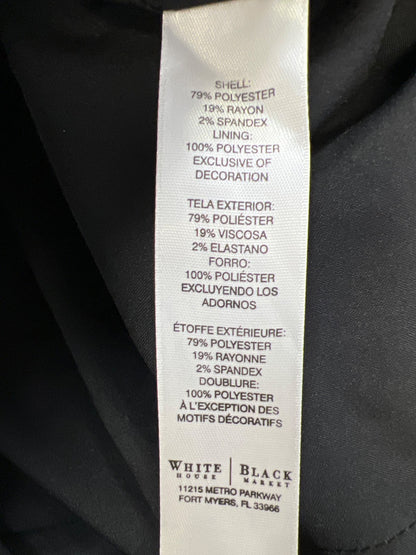 SHELL:
79% POLYESTER
19% RAYON
2% SPANDEX
LINING:
100% POLYESTER
EXCLUSIVE OF
DECORATION
TELA EXTERIOR:
79% POLIÉSTER
19% VISCOSA
2% ELASTANO
FORRO:
100% POLIÉSTER
EXCLUYENDO LOS
ADORNOS
ÉTOFFE EXTÉRIEURE:
79% POLYESTER
19% RAYONNE
2% SPANDEX
DOUBLURE:
100% POLYESTER
À L'EXCEPTION DES
MOTIFS DÉCORATIFS
WHITE | BLACK
HOUSE | MARKET
11215 METRO PARKWAY
FORT MYERS, FL 33966